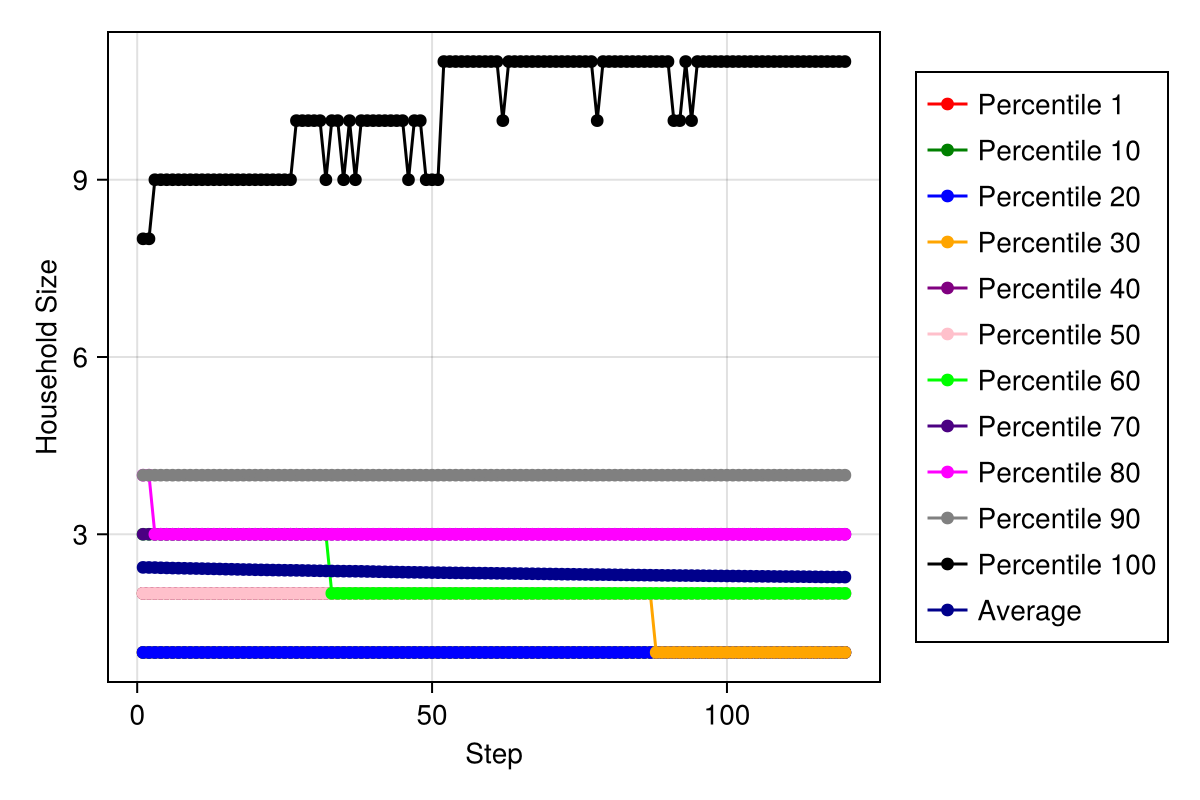 Household Size
9
6
3
0
50
100
Step
Percentile 1
Percentile 10
Percentile 20
Percentile 30
Percentile 40
Percentile 50
Percentile 60
Percentile 70
Percentile 80
Percentile 90
Percentile 100
Average